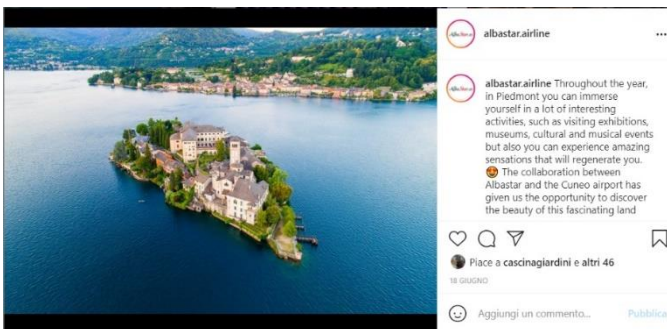 albastar.airline
albastar.airline Throughout the year,
in Piedmont you can immerse
yourself in a lot of interesting
activities, such as visiting exhibitions,
museums, cultural and musical events
but also you can experience amazing
sensations that will regenerate you.
😍 The collaboration between
Albastar and the Cuneo airport has
given us the opportunity to discover
the beauty of this fascinating land
Piace a cascinagiardini e altri 46
18 GIUGNO
Aggiungi un commento...
Pubblica